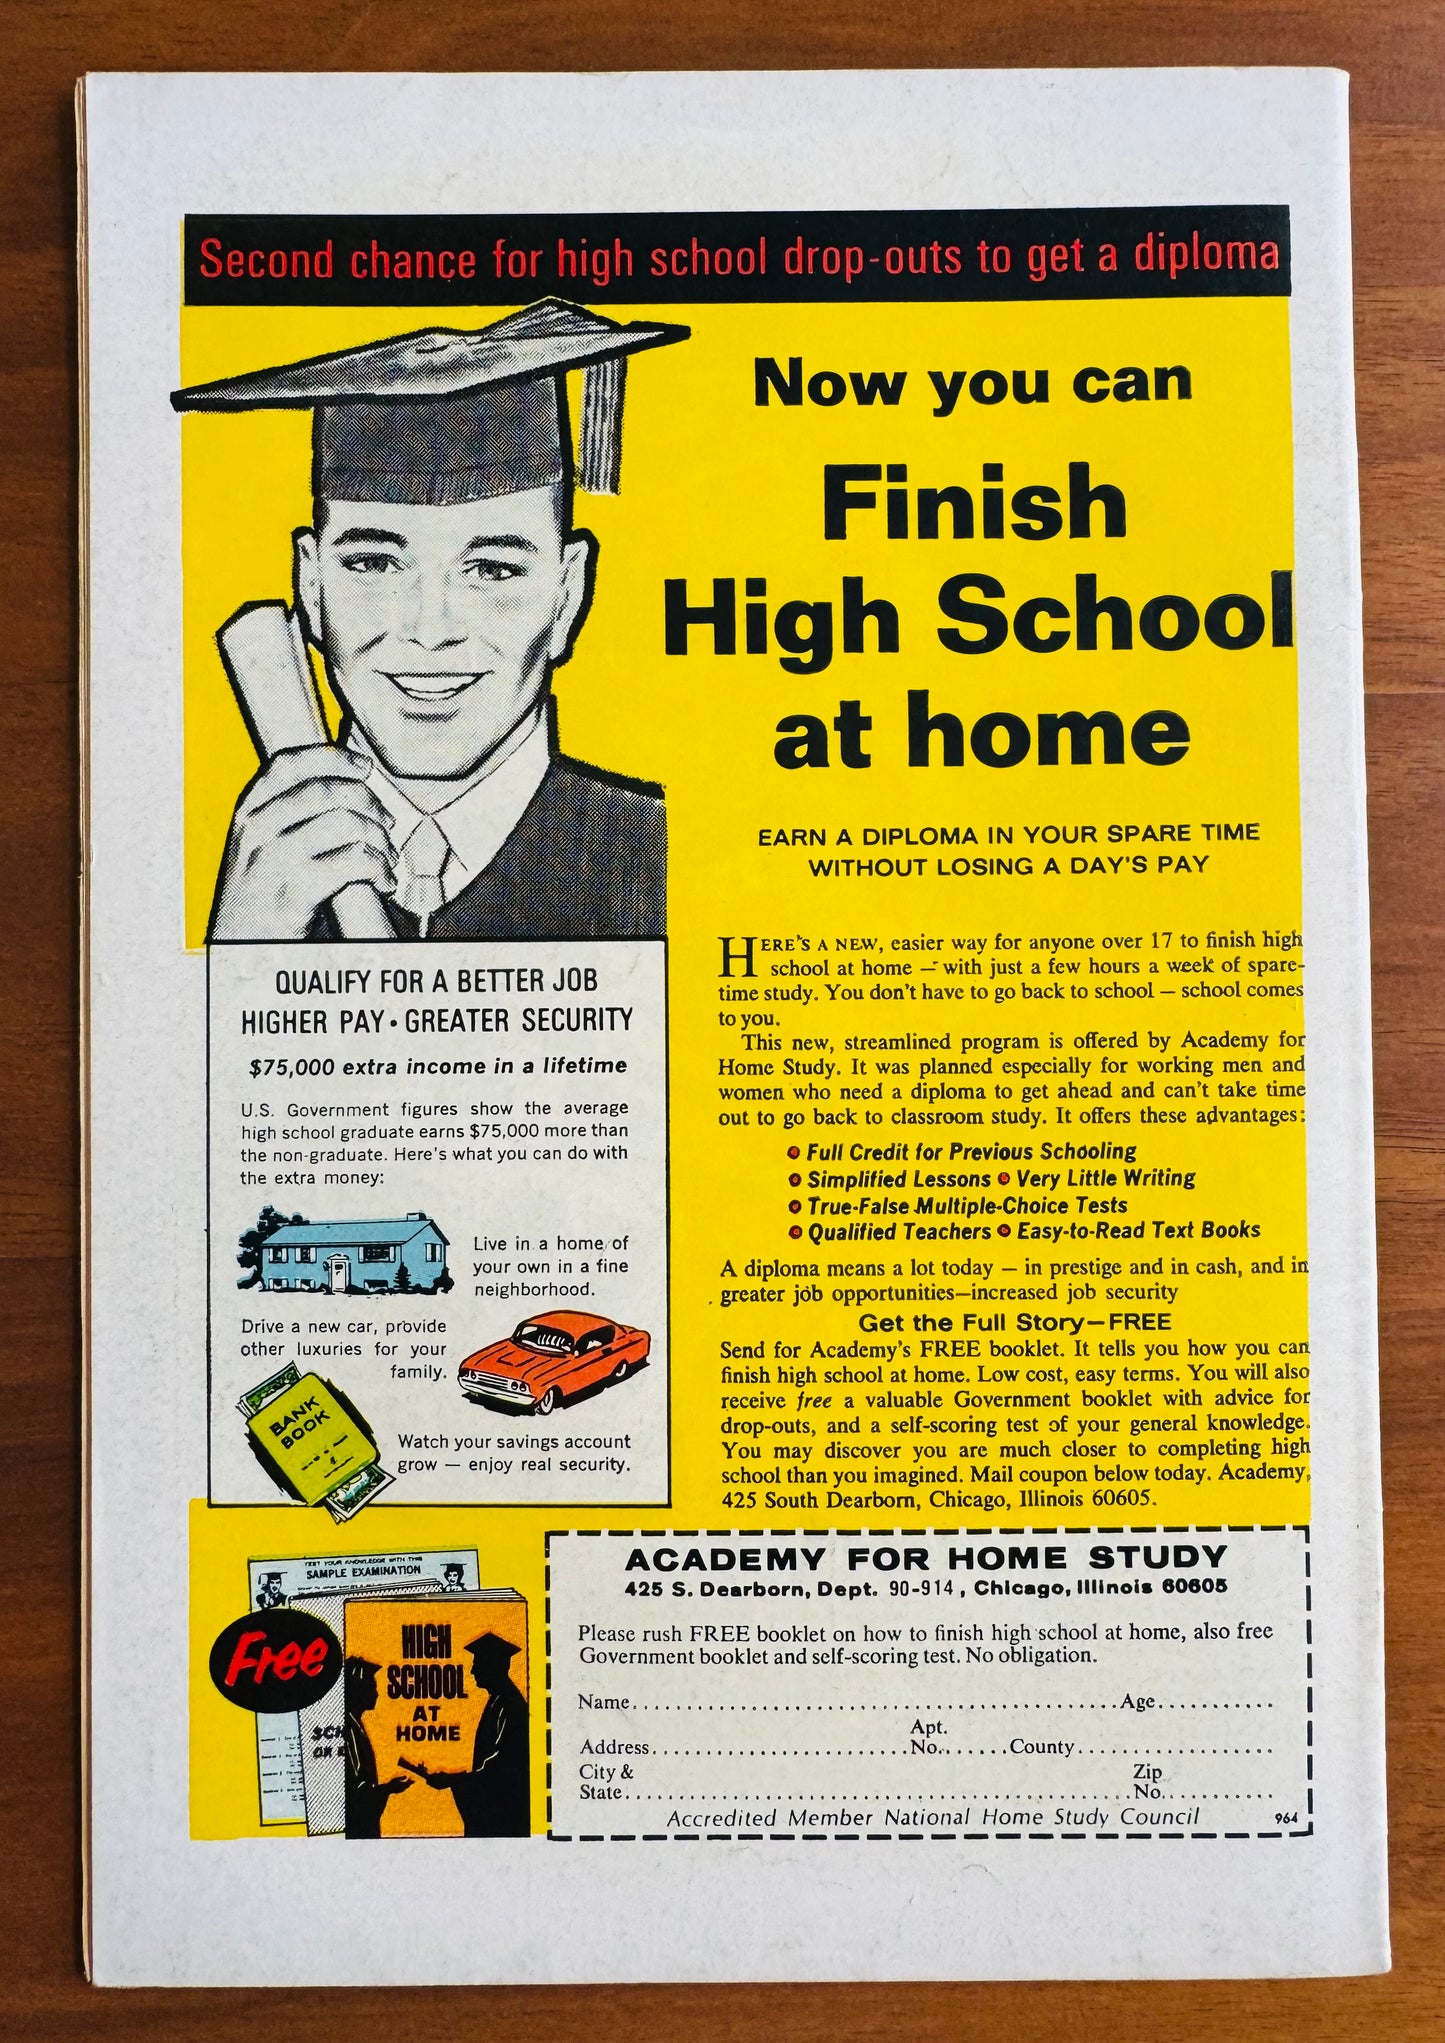 Second chance for high school drop-outs to get a diploma
Now you can
Finish
High School
at home
EARN A DIPLOMA IN YOUR SPARE TIME
WITHOUT LOSING A DAY'S PAY
HERE'S A NEW, easier way for anyone over 17 to finish high
school at home — with just a few hours a week of spare-
time study. You don't have to go back to school — school comes
to you.
This new, streamlined program is offered by Academy for
Home Study. It was planned especially for working men and
women who need a diploma to get ahead and can't take time
out to go back to classroom study. It offers these advantages:
• Full Credit for Previous Schooling
• Simplified Lessons • Very Little Writing
• True-False Multiple-Choice Tests
• Qualified Teachers • Easy-to-Read Text Books
A diploma means a lot today — in prestige and in cash, and in
greater job opportunities—increased job security
Get the Full Story—FREE
Send for Academy's FREE booklet. It tells you how you can
finish high school at home. Low cost, easy terms. You will also
receive free a valuable Government booklet with advice for
drop-outs, and a self-scoring test of your general knowledge.
You may discover you are much closer to completing high
school than you imagined. Mail coupon below today. Academy,
425 South Dearborn, Chicago, Illinois 60605.
QUALIFY FOR A BETTER JOB
HIGHER PAY • GREATER SECURITY
$75,000 extra income in a lifetime
U.S. Government figures show the average
high school graduate earns $75,000 more than
the non-graduate. Here's what you can do with
the extra money:
Live in a home of
your own in a fine
neighborhood.
Drive a new car, provide
other luxuries for your
family.
BANK
BOOK
Watch your savings account
grow — enjoy real security.
TEST YOUR KNOWLEDGE WITH THIS
SAMPLE EXAMINATION
Free
HIGH
SCHOOL
AT
HOME
SCH
OR
ACADEMY FOR HOME STUDY
425 S. Dearborn, Dept. 90-914, Chicago, Illinois 60605
Please rush FREE booklet on how to finish high school at home, also free
Government booklet and self-scoring test. No obligation.
Name.......................................................Age.............
Apt.
Address..............................No.......County........................
City & Zip
State...........................................................No.............
Accredited Member National Home Study Council 964